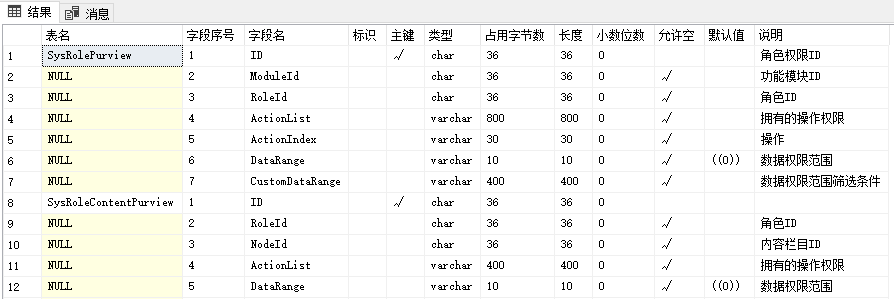 结果 消息
表名 字段序号 字段名 标识 主键 类型 占用字节数 长度 小数位数 允许空 默认值 说明
1 SysRolePurview 1 ID √ char 36 36 0 角色权限ID
2 NULL 2 ModuleId char 36 36 0 √ 功能模块ID
3 NULL 3 RoleId char 36 36 0 √ 角色ID
4 NULL 4 ActionList varchar 800 800 0 √ 拥有的操作权限
5 NULL 5 ActionIndex varchar 30 30 0 √ 操作
6 NULL 6 DataRange varchar 10 10 0 √ ((0)) 数据权限范围
7 NULL 7 CustomDataRange varchar 400 400 0 √ 数据权限范围筛选条件
8 SysRoleContentPurview 1 ID √ char 36 36 0
9 NULL 2 RoleId char 36 36 0 √ 角色ID
10 NULL 3 NodeId char 36 36 0 √ 内容栏目ID
11 NULL 4 ActionList varchar 400 400 0 √ 拥有的操作权限
12 NULL 5 DataRange varchar 10 10 0 √ ((0)) 数据权限范围